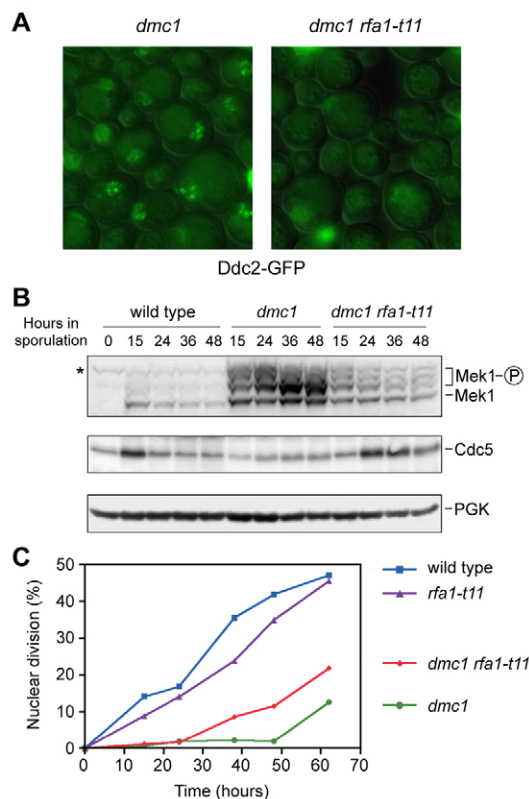 A
dmc1
dmc1 rfa1-t11
Ddc2-GFP
B
Hours in sporulation
wild type
dmc1
dmc1 rfa1-t11
0 15 24 36 48 15 24 36 48 15 24 36 48
*
Mek1-P
Mek1
Cdc5
PGK
C
Nuclear division (%)
50
40
30
20
10
0
0 10 20 30 40 50 60 70
Time (hours)
wild type
rfa1-t11
dmc1 rfa1-t11
dmc1